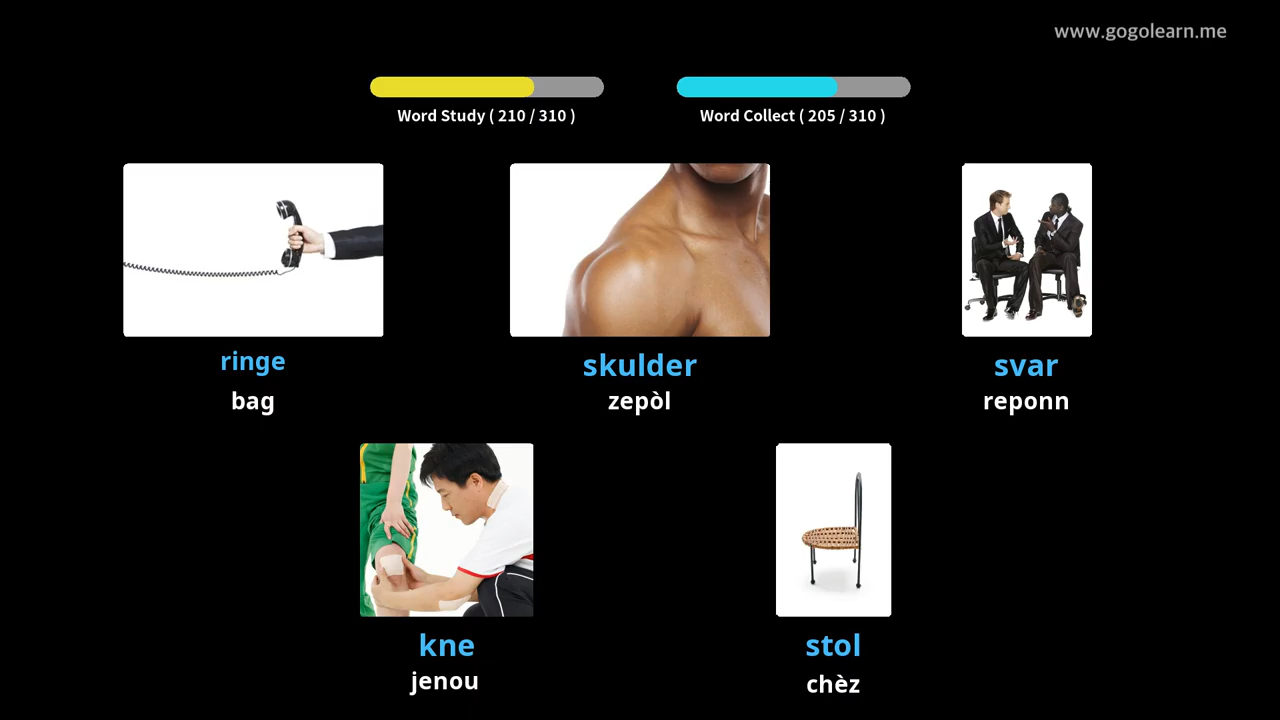 www.gogolearn.me
Word Study ( 210 / 310 )
Word Collect ( 205 / 310 )
ringe
bag
skulder
zepòl
svar
reponn
kne
jenou
stol
chèz